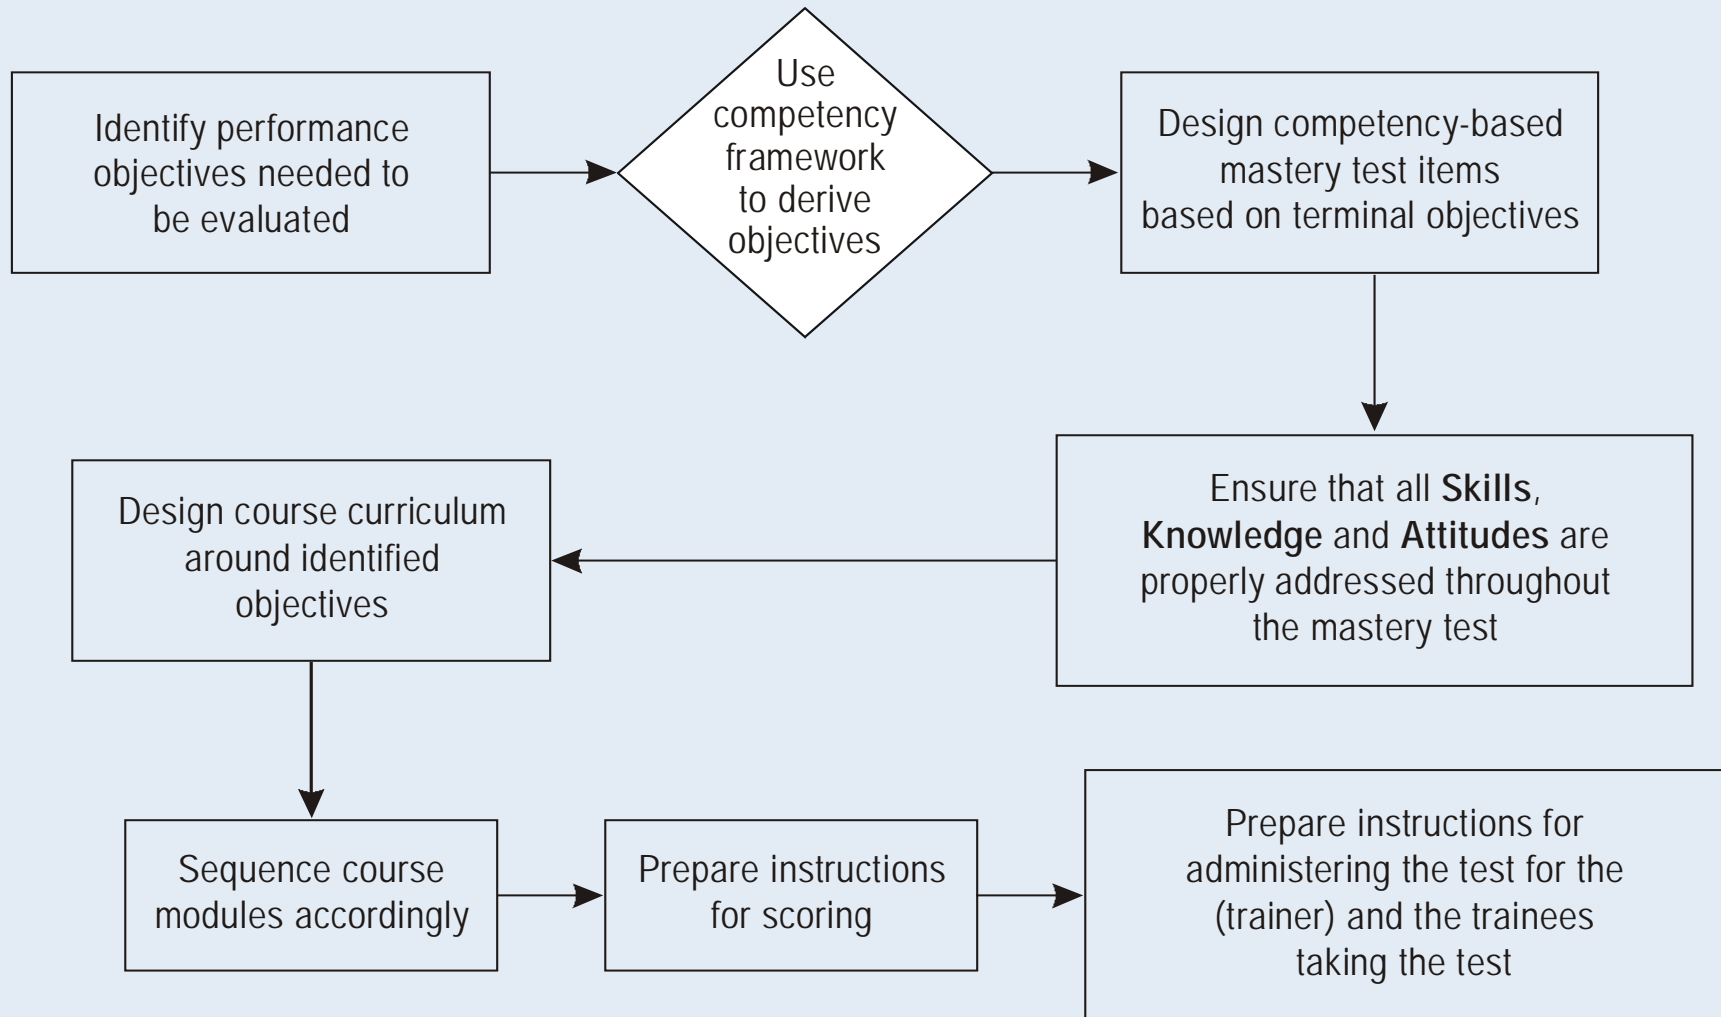 Identify performance
objectives needed to
be evaluated
Use
competency
framework
to derive
objectives
Design competency-based
mastery test items
based on terminal objectives
Ensure that all Skills,
Knowledge and Attitudes are
properly addressed throughout
the mastery test
Design course curriculum
around identified
objectives
Sequence course
modules accordingly
Prepare instructions
for scoring
Prepare instructions for
administering the test for the
(trainer) and the trainees
taking the test